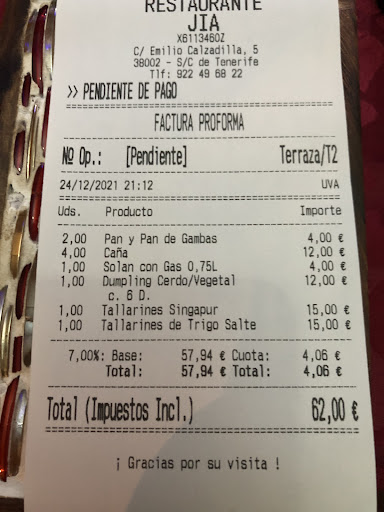 RESTAURANTE
JIA
X6113460Z
C/ Emilio Calzadilla, 5
38002 - S/C de Tenerife
Tlf: 922 49 68 22
>> PENDIENTE DE PAGO
FACTURA PROFORMA
Nº Op.: [Pendiente] Terraza/T2
24/12/2021 21:12 UVA
Uds. Producto Importe
2,00 Pan y Pan de Gambas 4,00 €
4,00 Caña 12,00 €
1,00 Solan con Gas 0,75L 4,00 €
1,00 Dumpling Cerdo/Vegetal 12,00 €
c. 6 D.
1,00 Tallarines Singapur 15,00 €
1,00 Tallarines de Trigo Salte 15,00 €
7,00%: Base: 57,94 € Cuota: 4,06 €
Total: 57,94 € Total: 4,06 €
Total (Impuestos Incl.) 62,00 €
¡ Gracias por su visita !